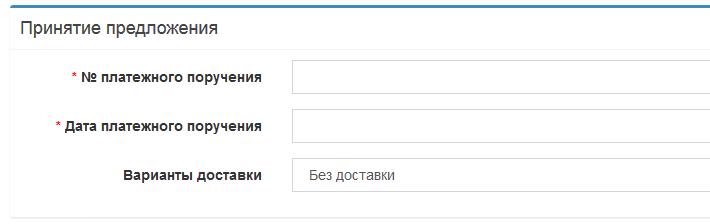 Принятие предложения
* № платежного поручения
* Дата платежного поручения
Варианты доставки
Без доставки